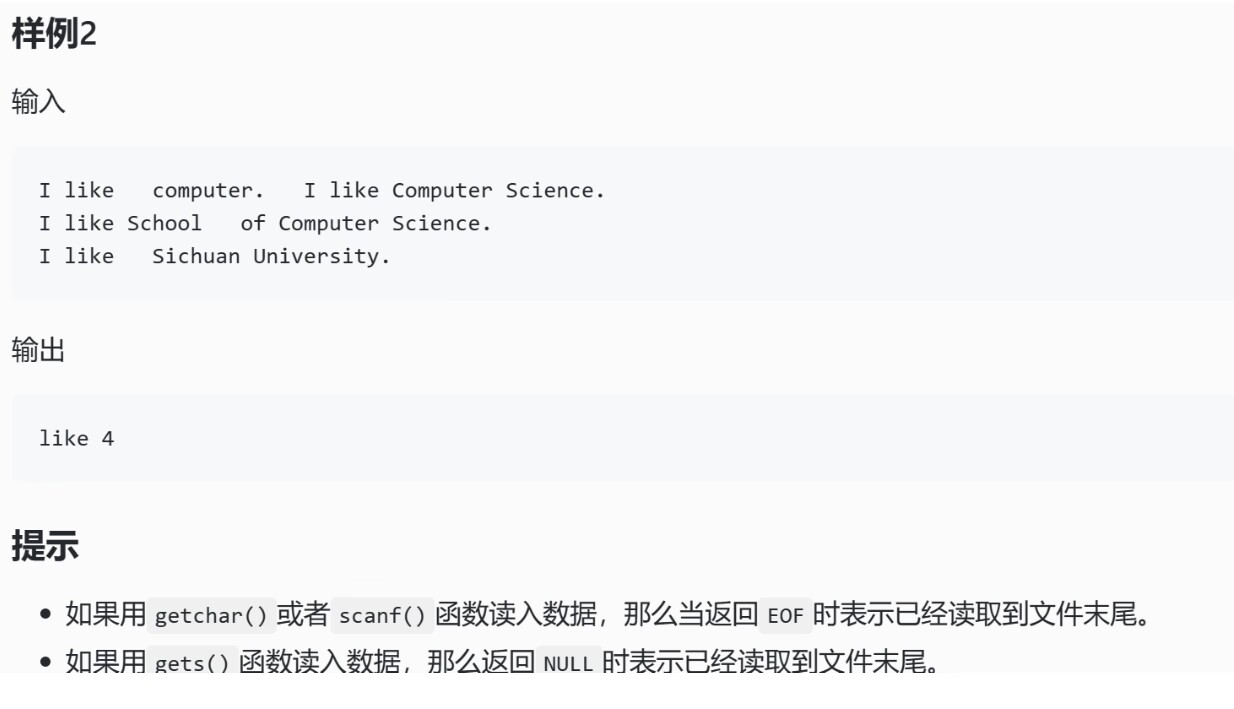 样例2
输入
I like   computer.   I like Computer Science.
I like School   of Computer Science.
I like   Sichuan University.
输出
like 4
提示
• 如果用 getchar() 或者 scanf() 函数读入数据，那么当返回 EOF 时表示已经读取到文件末尾。
• 如果用 gets() 函数读入数据，那么返回 NULL 时表示已经读取到文件末尾。